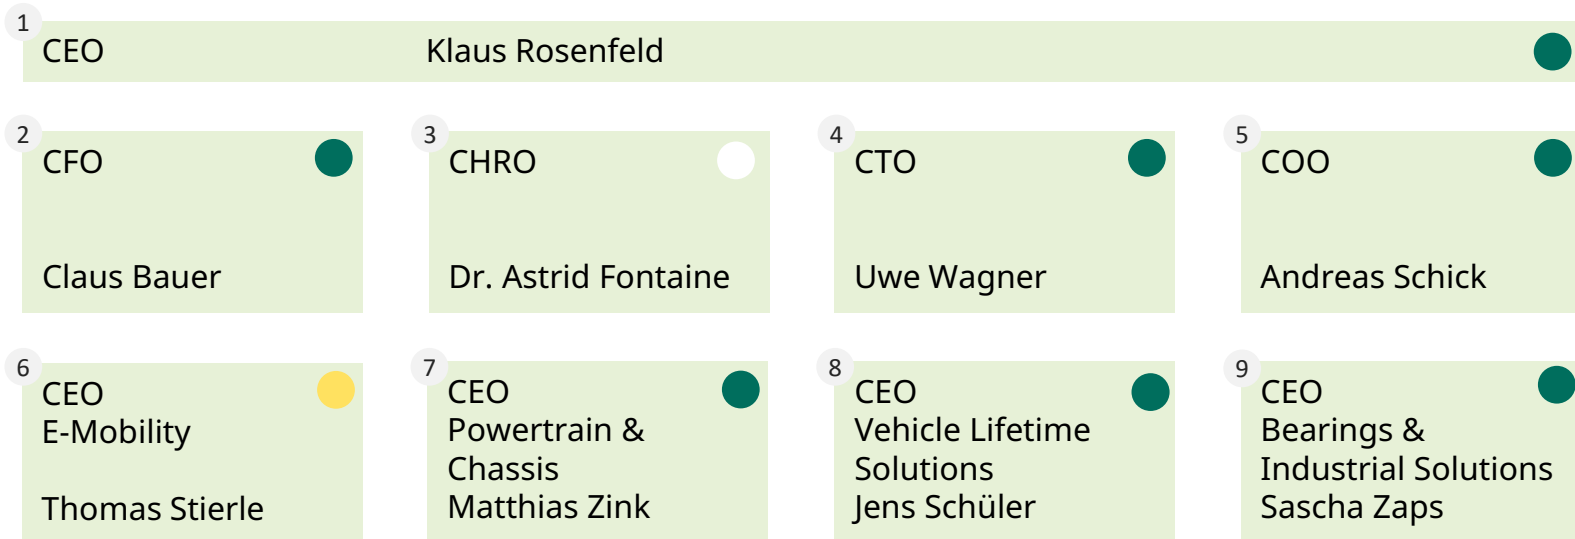 1
CEO Klaus Rosenfeld
2
CFO
Claus Bauer
3
CHRO
Dr. Astrid Fontaine
4
CTO
Uwe Wagner
5
COO
Andreas Schick
6
CEO
E-Mobility
Thomas Stierle
7
CEO
Powertrain &
Chassis
Matthias Zink
8
CEO
Vehicle Lifetime
Solutions
Jens Schüler
9
CEO
Bearings &
Industrial Solutions
Sascha Zaps